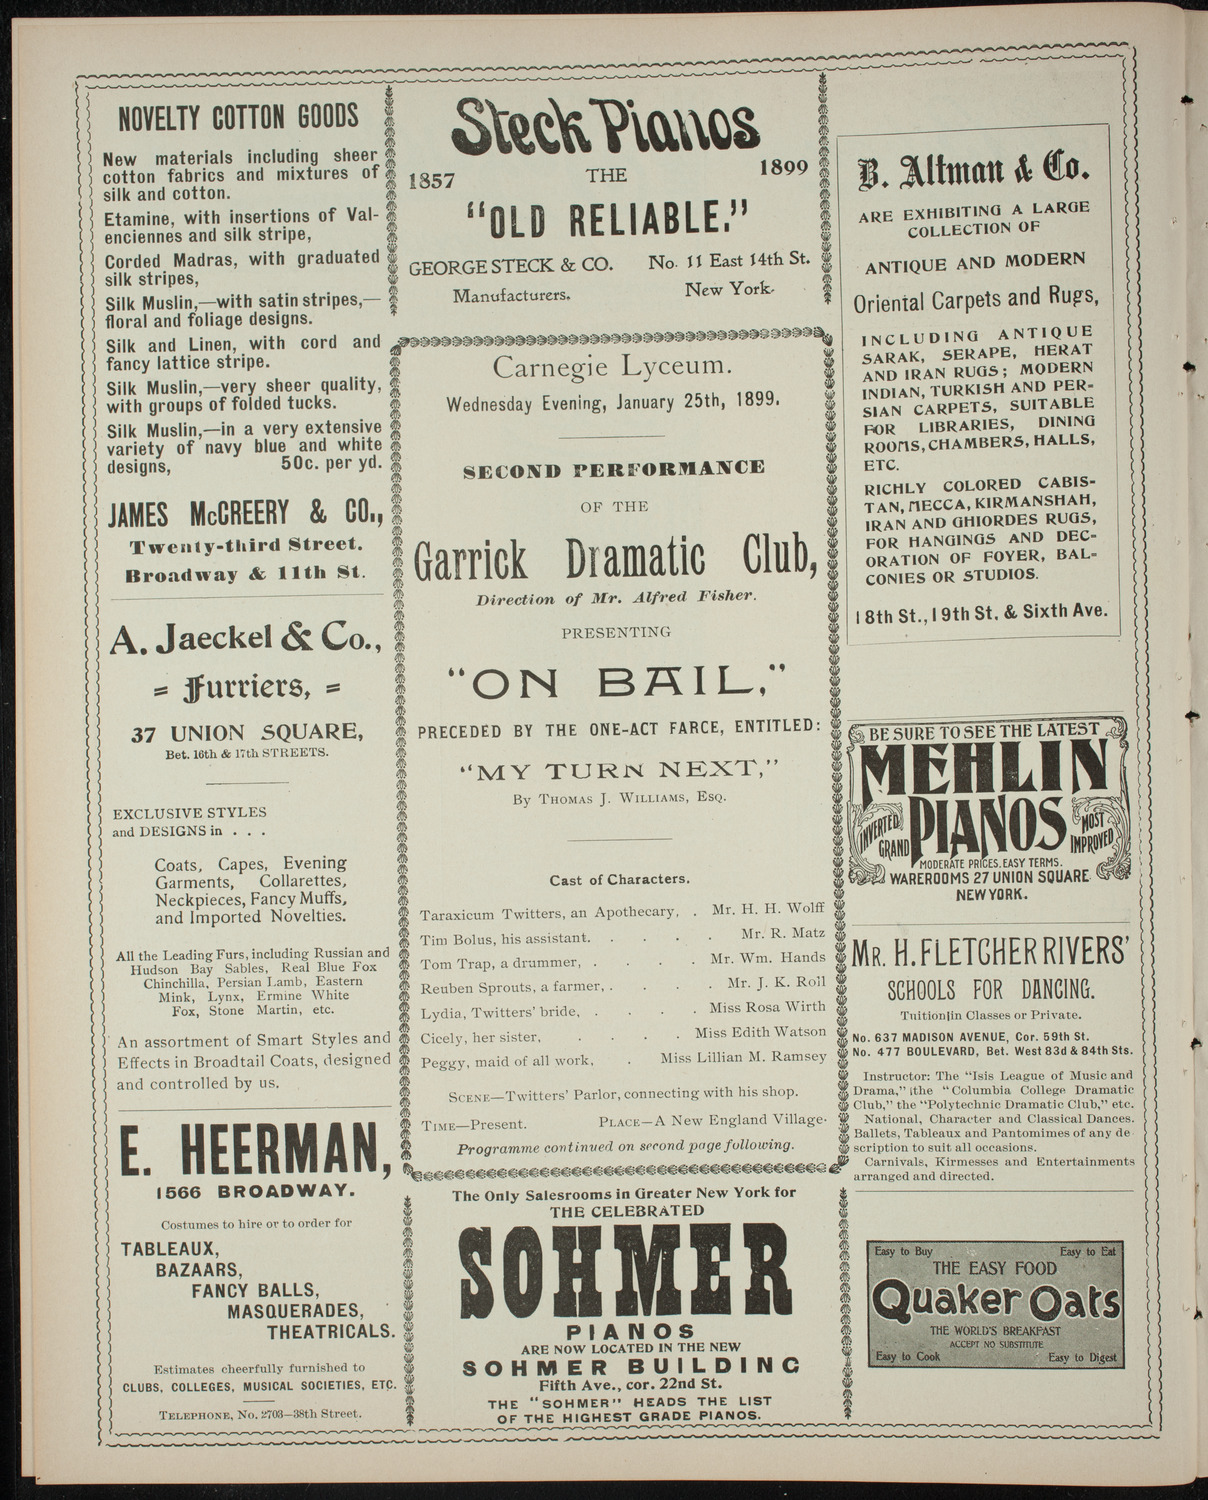 NOVELTY COTTON GOODS
New materials including sheer
cotton fabrics and mixtures of
silk and cotton.
Etamine, with insertions of Val-
enciennes and silk stripe,
Corded Madras, with graduated
silk stripes,
Silk Muslin,—with satin stripes,—
floral and foliage designs.
Silk and Linen, with cord and
fancy lattice stripe.
Silk Muslin,—very sheer quality,
with groups of folded tucks.
Silk Muslin,—in a very extensive
variety of navy blue and white
designs, 50c. per yd.
JAMES McCREERY & CO.,
Twenty-third Street.
Broadway & 11th St.
A. Jaeckel & Co.,
= Furriers, =
37 UNION SQUARE,
Bet. 16th & 17th STREETS.
EXCLUSIVE STYLES
and DESIGNS in . . .
Coats, Capes, Evening
Garments, Collarettes,
Neckpieces, Fancy Muffs,
and Imported Novelties.
All the Leading Furs, including Russian and
Hudson Bay Sables, Real Blue Fox
Chinchilla, Persian Lamb, Eastern
Mink, Lynx, Ermine White
Fox, Stone Martin, etc.
An assortment of Smart Styles and
Effects in Broadtail Coats, designed
and controlled by us.
E. HEERMAN,
1566 BROADWAY.
Costumes to hire or to order for
TABLEAUX,
BAZAARS,
FANCY BALLS,
MASQUERADES,
THEATRICALS.
Estimates cheerfully furnished to
CLUBS, COLLEGES, MUSICAL SOCIETIES, ETC.
TELEPHONE, No. 2703—38th Street.
Steck Pianos
1857 THE 1899
"OLD RELIABLE."
GEORGE STECK & CO. No. 11 East 14th St.
Manufacturers. New York.
Carnegie Lyceum.
Wednesday Evening, January 25th, 1899.
SECOND PERFORMANCE
OF THE
Garrick Dramatic Club,
Direction of Mr. Alfred Fisher.
PRESENTING
"ON BAIL,"
PRECEDED BY THE ONE-ACT FARCE, ENTITLED:
"MY TURN NEXT,"
By THOMAS J. WILLIAMS, ESQ.
Cast of Characters.
Taraxicum Twitters, an Apothecary, . Mr. H. H. Wolff
Tim Bolus, his assistant. . . . . Mr. R. Matz
Tom Trap, a drummer, . . . . Mr. Wm. Hands
Reuben Sprouts, a farmer, . . . . Mr. J. K. Roll
Lydia, Twitters' bride, . . . . Miss Rosa Wirth
Cicely, her sister, . . . . Miss Edith Watson
Peggy, maid of all work, . Miss Lillian M. Ramsey
SCENE—Twitters' Parlor, connecting with his shop.
TIME—Present. PLACE—A New England Village.
Programme continued on second page following.
The Only Salesrooms in Greater New York for
THE CELEBRATED
SOHMER
PIANOS
ARE NOW LOCATED IN THE NEW
SOHMER BUILDING
Fifth Ave., cor. 22nd St.
THE "SOHMER" HEADS THE LIST
OF THE HIGHEST GRADE PIANOS.
B. Altman & Co.
ARE EXHIBITING A LARGE
COLLECTION OF
ANTIQUE AND MODERN
Oriental Carpets and Rugs,
INCLUDING ANTIQUE
SARAK, SERAPE, HERAT
AND IRAN RUGS; MODERN
INDIAN, TURKISH AND PER-
SIAN CARPETS, SUITABLE
FOR LIBRARIES, DINING
ROOMS, CHAMBERS, HALLS,
ETC.
RICHLY COLORED CABIS-
TAN, MECCA, KIRMANSHAH,
IRAN AND GHIORDES RUGS,
FOR HANGINGS AND DEC-
ORATION OF FOYER, BAL-
CONIES OR STUDIOS.
18th St., 19th St. & Sixth Ave.
BE SURE TO SEE THE LATEST
MEHLIN
PIANOS
INVERTED GRAND
MOST IMPROVED
MODERATE PRICES. EASY TERMS.
WAREROOMS 27 UNION SQUARE
NEW YORK.
MR. H. FLETCHER RIVERS'
SCHOOLS FOR DANCING.
Tuition in Classes or Private.
No. 637 MADISON AVENUE, Cor. 59th St.
No. 477 BOULEVARD, Bet. West 83d & 84th Sts.
Instructor: The "Isis League of Music and
Drama," the "Columbia College Dramatic
Club," the "Polytechnic Dramatic Club," etc.
National, Character and Classical Dances.
Ballets, Tableaux and Pantomimes of any de
scription to suit all occasions.
Carnivals, Kirmesses and Entertainments
arranged and directed.
Easy to Buy Easy to Eat
THE EASY FOOD
Quaker Oats
THE WORLD'S BREAKFAST
ACCEPT NO SUBSTITUTE
Easy to Cook Easy to Digest